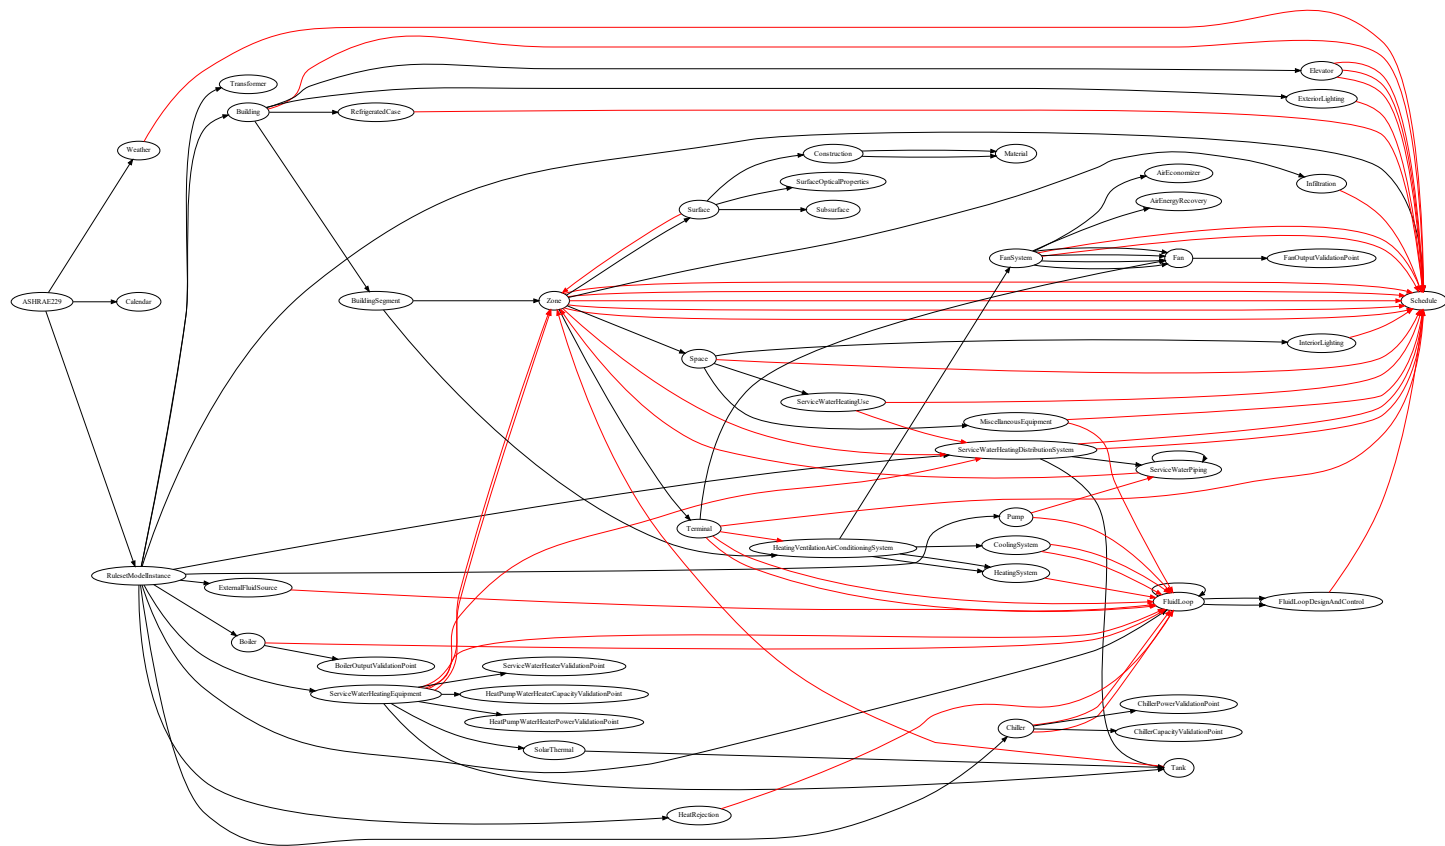 Elevator
Transformer
ExteriorLighting
Building
RefrigeratedCase
Weather
Construction
Material
AirEconomizer
SurfaceOpticalProperties
Infiltration
AirEnergyRecovery
Surface
Subsurface
FanSystem
Fan
FanOutputValidationPoint
ASHRAE229
Calendar
BuildingSegment
Zone
Schedule
InteriorLighting
Space
ServiceWaterHeatingUse
MiscellaneousEquipment
ServiceWaterHeatingDistributionSystem
ServiceWaterPiping
Pump
Terminal
HeatingVentilationAirConditioningSystem
CoolingSystem
HeatingSystem
RulesetModelInstance
ExternalFluidSource
FluidLoop
FluidLoopDesignAndControl
Boiler
BoilerOutputValidationPoint
ServiceWaterHeaterValidationPoint
ServiceWaterHeatingEquipment
HeatPumpWaterHeaterCapacityValidationPoint
ChillerPowerValidationPoint
HeatPumpWaterHeaterPowerValidationPoint
Chiller
ChillerCapacityValidationPoint
SolarThermal
Tank
HeatRejection